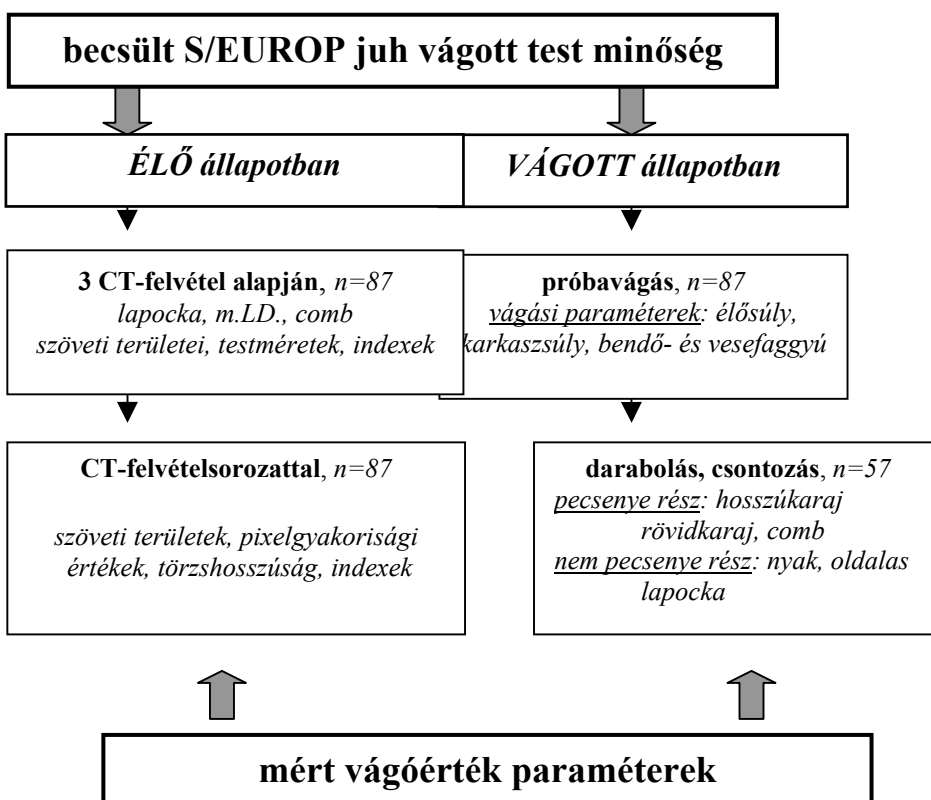 becsült S/EUROP juh vágott test minőség
ÉLŐ állapotban
VÁGOTT állapotban
3 CT-felvétel alapján, n=87
lapocka, m.LD., comb
szöveti területei, testméretek, indexek
próbavágás, n=87
vágási paraméterek: élősúly,
karkaszsúly, bendő- és vesefaggyú
CT-felvételsorozattal, n=87
szöveti területek, pixelgyakorisági
értékek, törzshosszúság, indexek
darabolás, csontozás, n=57
pecsenye rész: hosszúkaraj
rövidkaraj, comb
nem pecsenye rész: nyak, oldalas
lapocka
mért vágóérték paraméterek